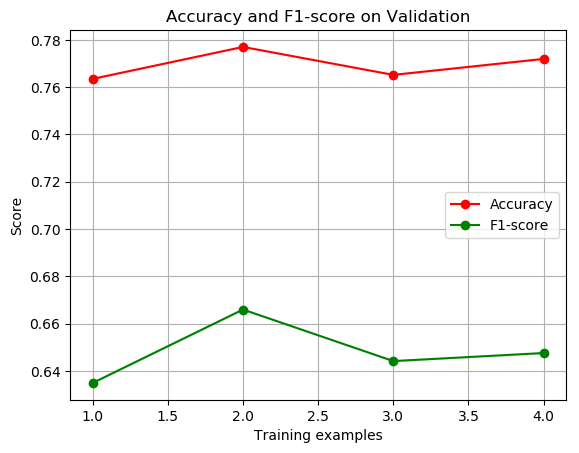 Accuracy and F1-score on Validation
0.78
0.76
0.74
0.72
0.70
0.68
0.66
0.64
Score
Accuracy
F1-score
1.0 1.5 2.0 2.5 3.0 3.5 4.0
Training examples